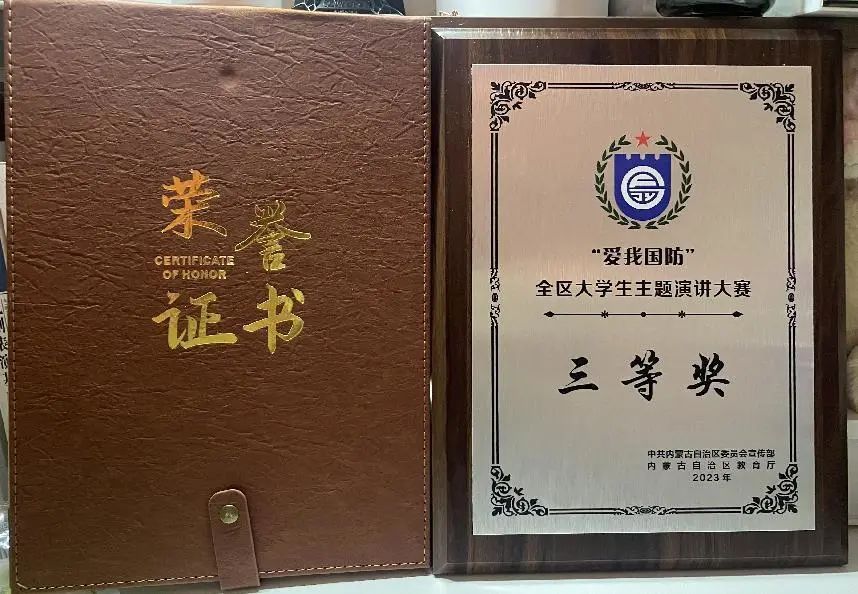 荣誉
CERTIFICATE
OF HONOR
证书
“爱我国防”
全区大学生主题演讲大赛
三等奖
中共内蒙古自治区委员会宣传部
内蒙古自治区教育厅
2023年